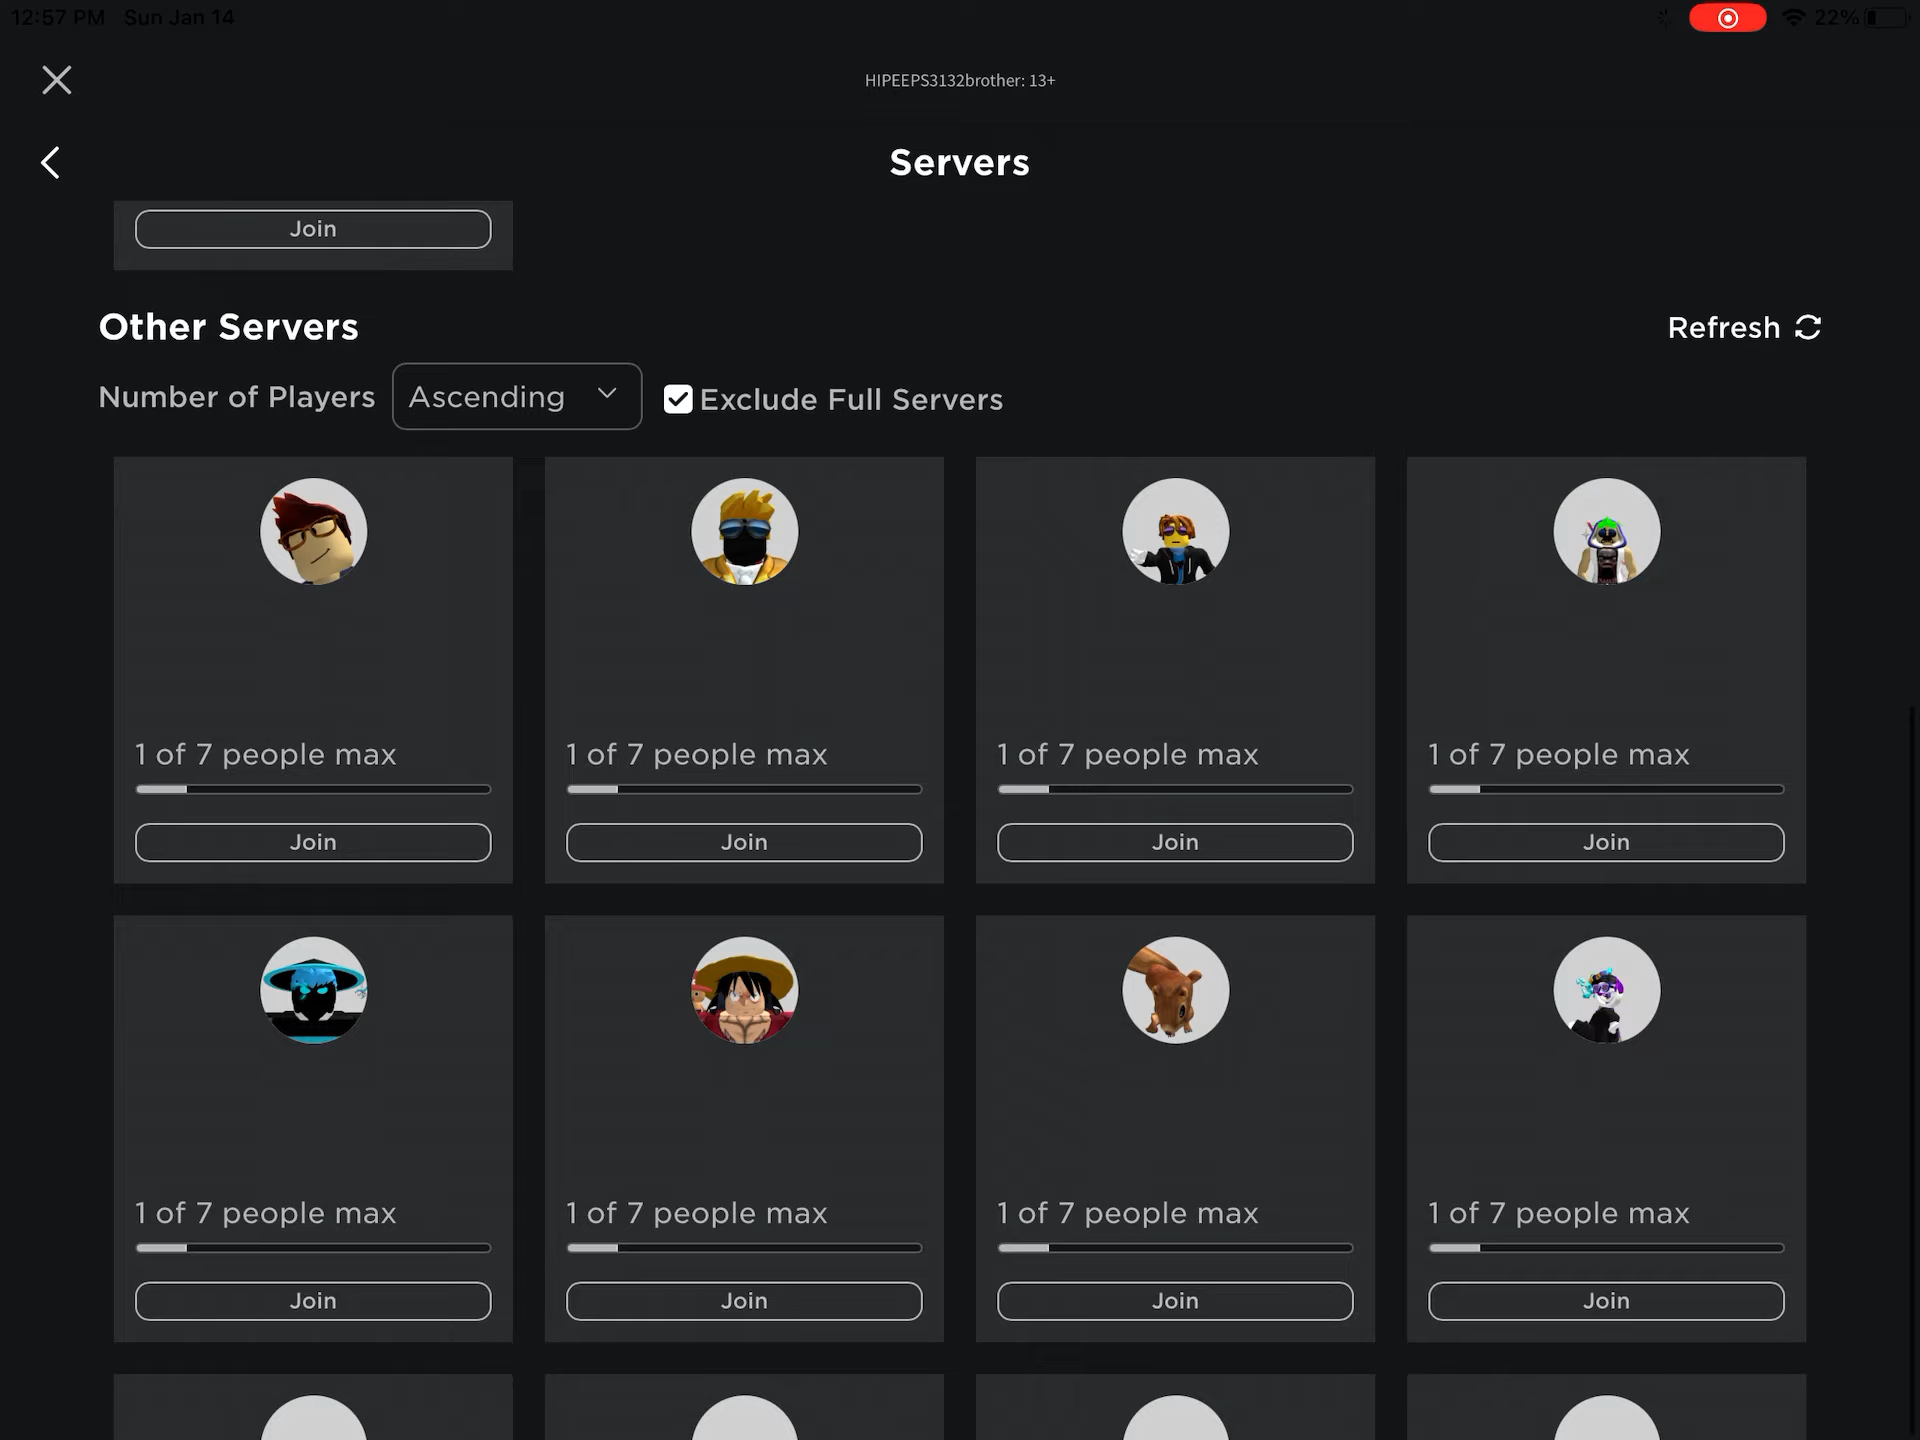 12:57 PM Sun Jan 14
22%
HIPEEPS3132brother: 13+
Servers
Join
Other Servers
Refresh
Number of Players Ascending Exclude Full Servers
1 of 7 people max 1 of 7 people max 1 of 7 people max 1 of 7 people max
Join Join Join Join
1 of 7 people max 1 of 7 people max 1 of 7 people max 1 of 7 people max
Join Join Join Join